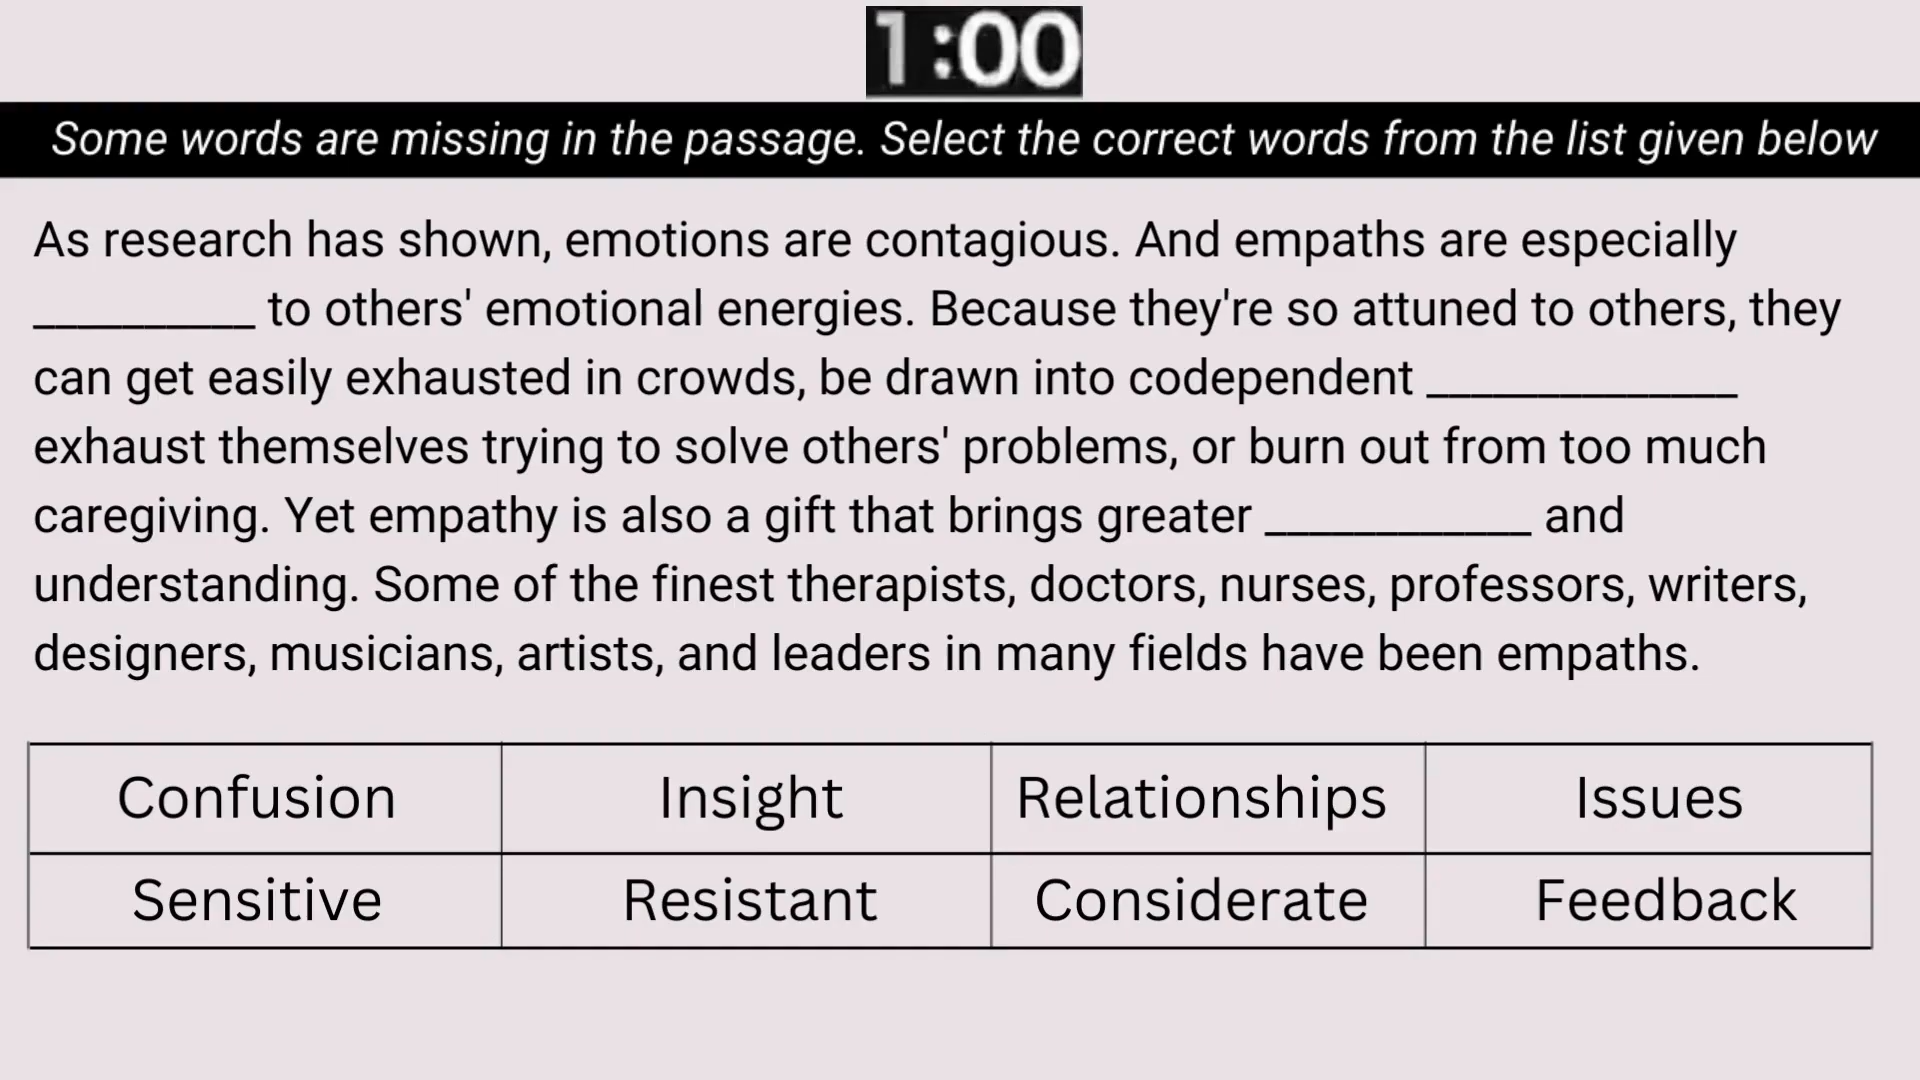 1:00
Some words are missing in the passage. Select the correct words from the list given below
As research has shown, emotions are contagious. And empaths are especially
__________ to others' emotional energies. Because they're so attuned to others, they
can get easily exhausted in crowds, be drawn into codependent ______________
exhaust themselves trying to solve others' problems, or burn out from too much
caregiving. Yet empathy is also a gift that brings greater ____________ and
understanding. Some of the finest therapists, doctors, nurses, professors, writers,
designers, musicians, artists, and leaders in many fields have been empaths.
Confusion Insight Relationships Issues
Sensitive Resistant Considerate Feedback